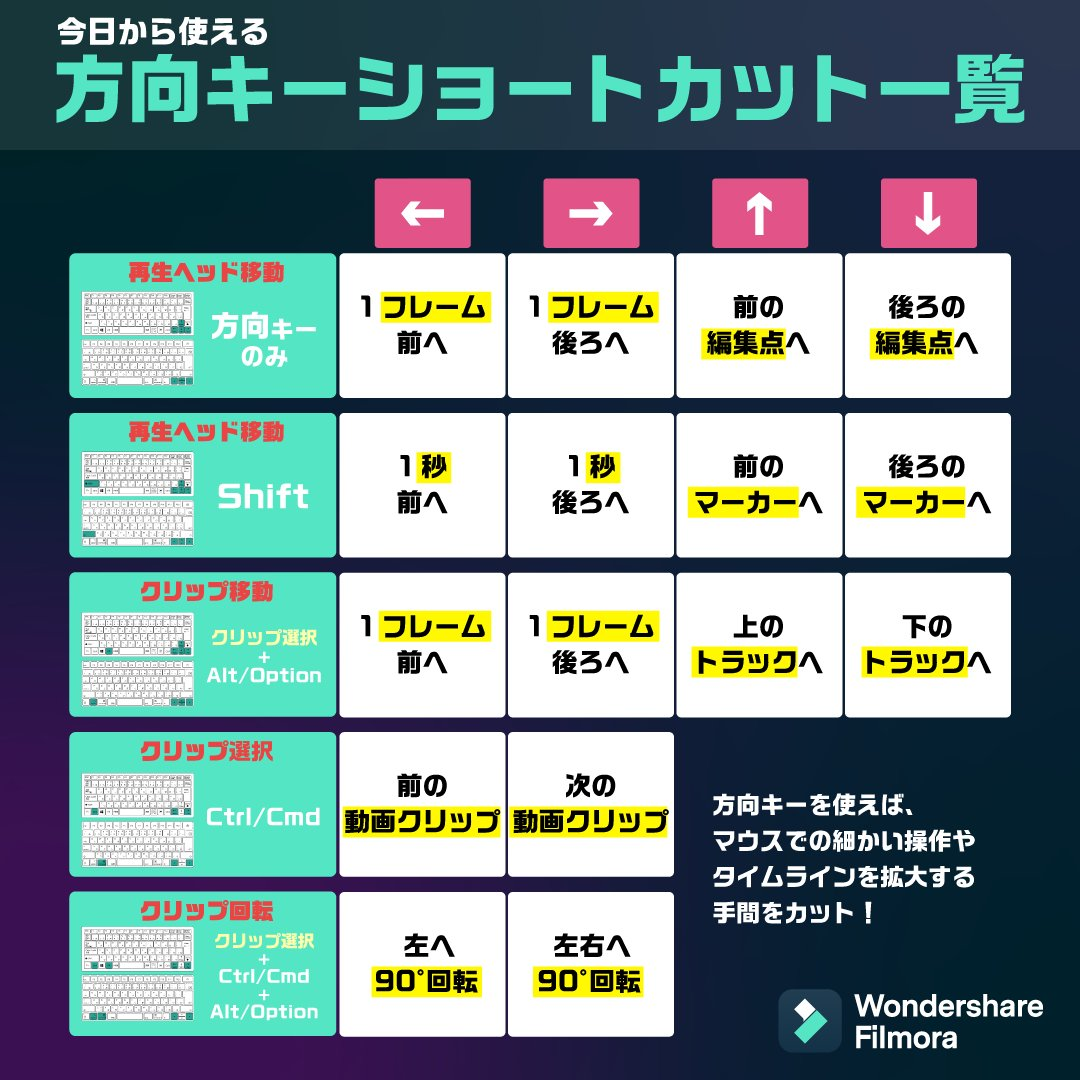 今日から使える
方向キーショートカット一覧
← → ↑ ↓
再生ヘッド移動
方向キー
のみ
1フレーム
前へ
1フレーム
後ろへ
前の
編集点へ
後ろの
編集点へ
再生ヘッド移動
Shift
1秒
前へ
1秒
後ろへ
前の
マーカーへ
後ろの
マーカーへ
クリップ移動
クリップ選択
+
Alt/Option
1フレーム
前へ
1フレーム
後ろへ
上の
トラックへ
下の
トラックへ
クリップ選択
Ctrl/Cmd
前の
動画クリップ
次の
動画クリップ
クリップ回転
クリップ選択
+
Ctrl/Cmd
+
Alt/Option
左へ
90°回転
左右へ
90°回転
方向キーを使えば、
マウスでの細かい操作や
タイムラインを拡大する
手間をカット！
Wondershare
Filmora